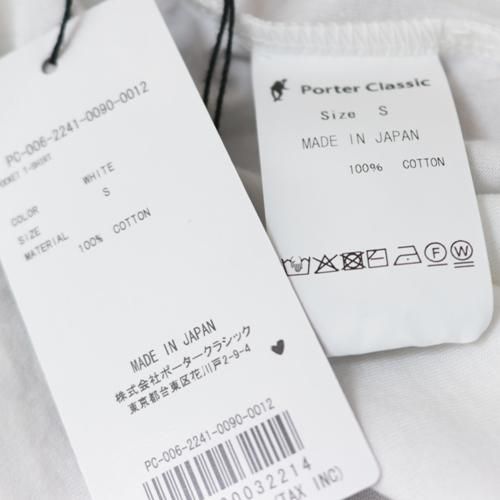 PC-006-2241-0090-0012
POCKET T-SHIRT
COLOR WHITE
SIZE S
MATERIAL 100% COTTON
MADE IN JAPAN
株式会社ポータークラシック
東京都台東区花川戸2-9-4
PC-006-2241-0090-0012
0032214
(TAX INC)
Porter Classic
Size S
MADE IN JAPAN
100% COTTON
F W